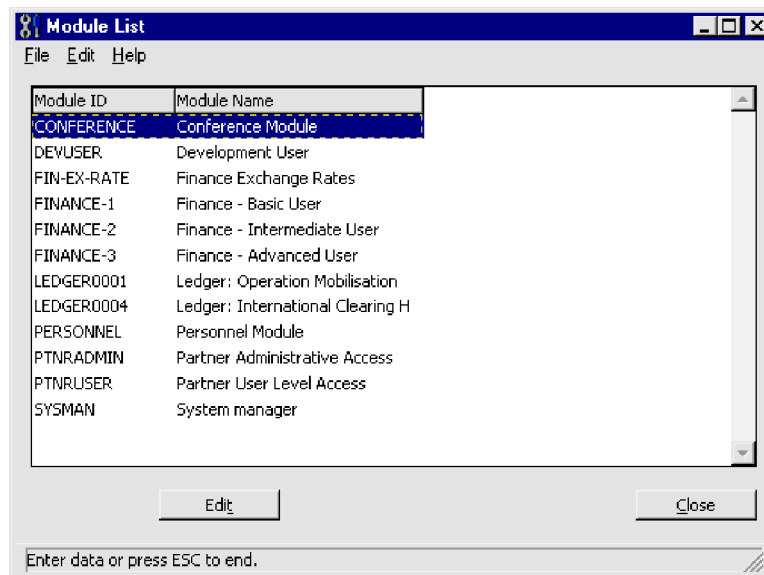 Module List
File Edit Help
Module ID Module Name
CONFERENCE Conference Module
DEVUSER Development User
FIN-EX-RATE Finance Exchange Rates
FINANCE-1 Finance - Basic User
FINANCE-2 Finance - Intermediate User
FINANCE-3 Finance - Advanced User
LEDGER0001 Ledger: Operation Mobilisation
LEDGER0004 Ledger: International Clearing H
PERSONNEL Personnel Module
PTNRADMIN Partner Administrative Access
PTNRUSER Partner User Level Access
SYSMAN System manager
Edit Close
Enter data or press ESC to end.